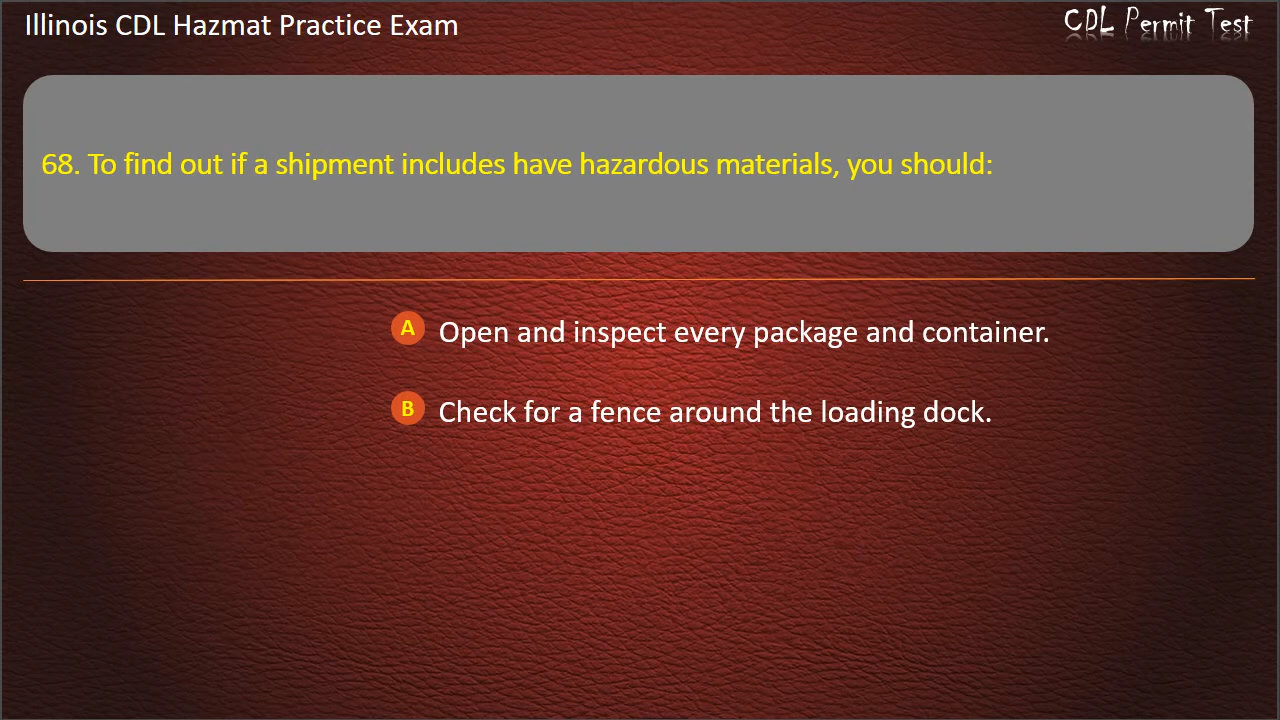 Illinois CDL Hazmat Practice Exam
CDL Permit Test
68. To find out if a shipment includes have hazardous materials, you should:
A Open and inspect every package and container.
B Check for a fence around the loading dock.